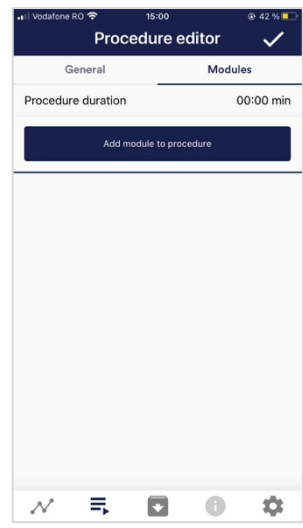 Vodafone RO 15:00 42 %
Procedure editor
General Modules
Procedure duration 00:00 min
Add module to procedure